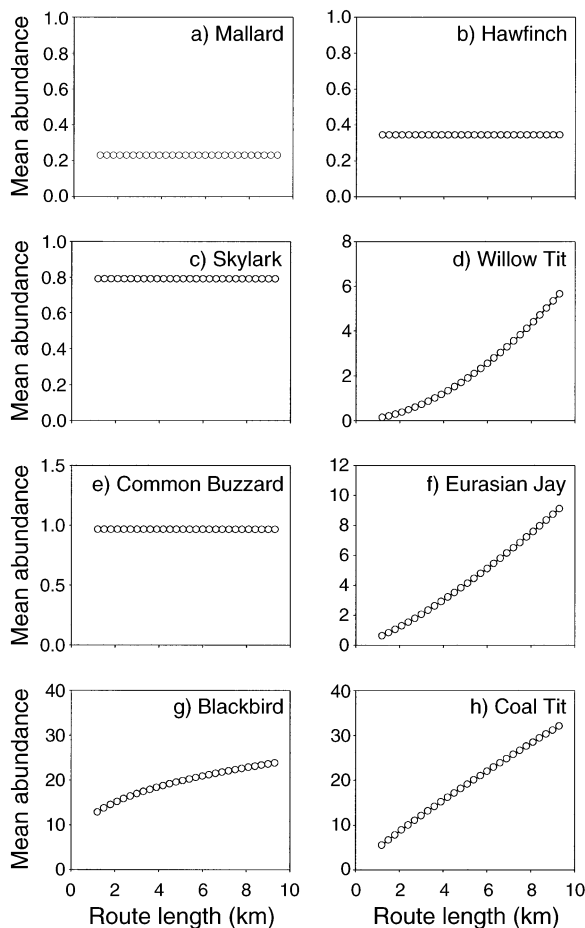 a) Mallard
Mean abundance
1.0
0.8
0.6
0.4
0.2
0.0
b) Hawfinch
1.0
0.8
0.6
0.4
0.2
0.0
c) Skylark
Mean abundance
1.0
0.8
0.6
0.4
0.2
0.0
d) Willow Tit
8
6
4
2
0
e) Common Buzzard
Mean abundance
1.5
1.0
0.5
0.0
f) Eurasian Jay
12
10
8
6
4
2
0
g) Blackbird
Mean abundance
40
30
20
10
0
0 2 4 6 8 10
Route length (km)
h) Coal Tit
40
30
20
10
0
0 2 4 6 8 10
Route length (km)